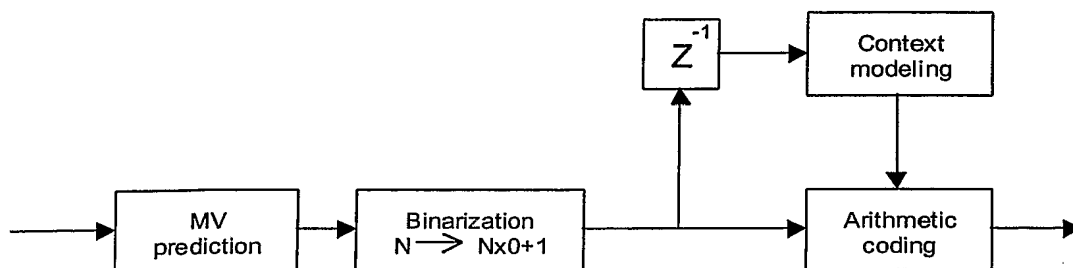 Z⁻¹
Context
modeling
MV
prediction
Binarization
N → Nx0+1
Arithmetic
coding